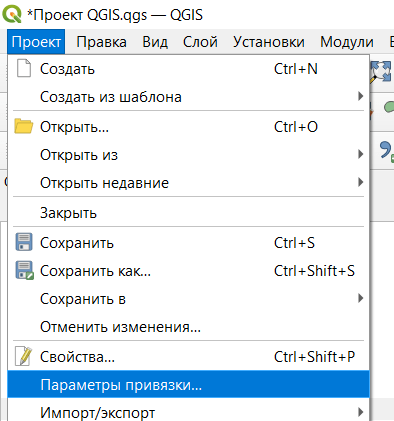 *Проект QGIS.qgs — QGIS
Проект Правка Вид Слой Установки Модули
Создать Ctrl+N
Создать из шаблона
Открыть... Ctrl+O
Открыть из
Открыть недавние
Закрыть
Сохранить Ctrl+S
Сохранить как... Ctrl+Shift+S
Сохранить в
Отменить изменения...
Свойства... Ctrl+Shift+P
Параметры привязки...
Импорт/экспорт